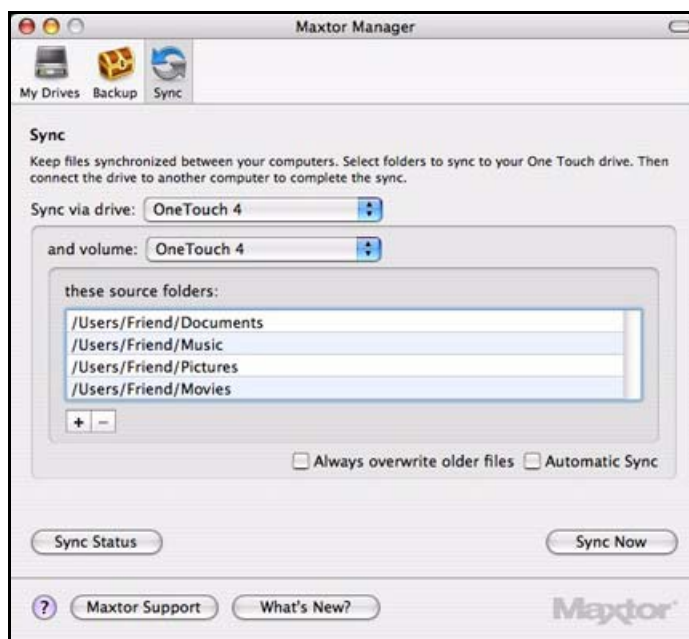 Maxtor Manager
My Drives Backup Sync
Sync
Keep files synchronized between your computers. Select folders to sync to your One Touch drive. Then
connect the drive to another computer to complete the sync.
Sync via drive: OneTouch 4
and volume: OneTouch 4
these source folders:
/Users/Friend/Documents
/Users/Friend/Music
/Users/Friend/Pictures
/Users/Friend/Movies
+ −
Always overwrite older files Automatic Sync
Sync Status Sync Now
? Maxtor Support What's New? Maxtor